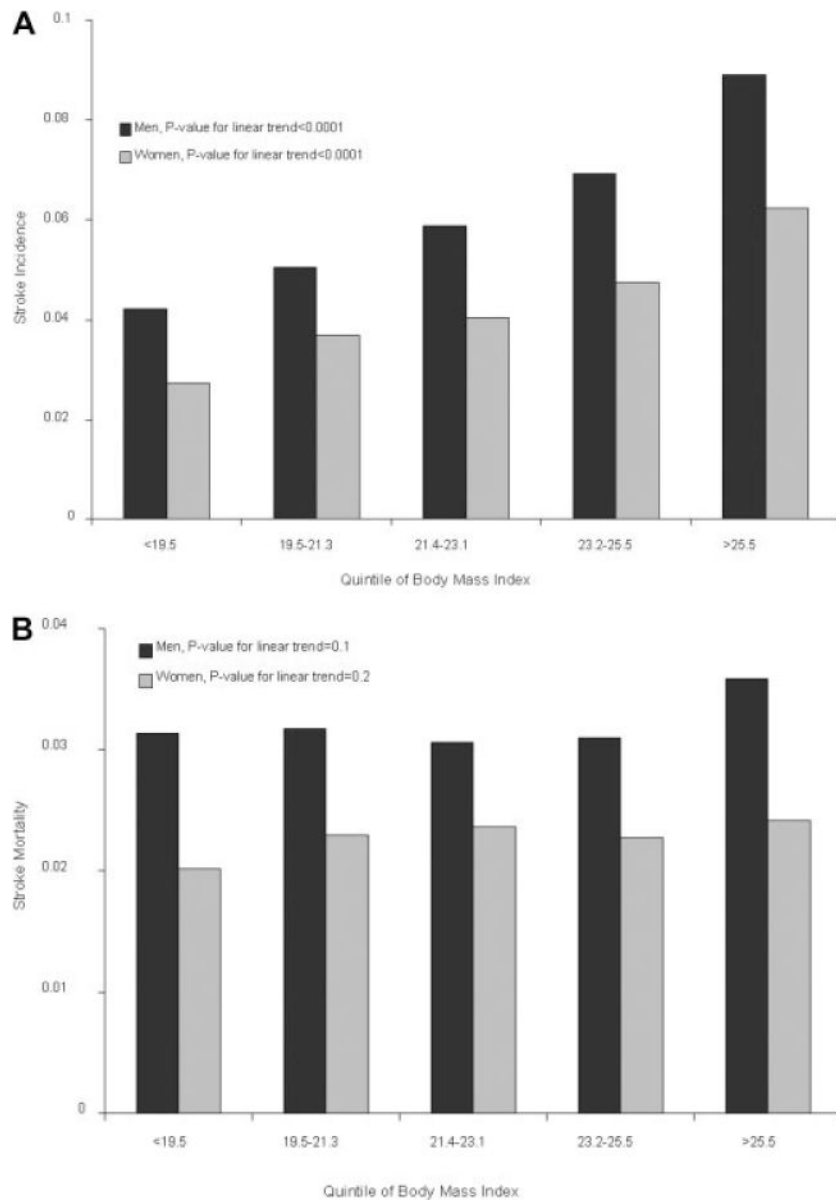 A
0.1
Men, P-value for linear trend<0.0001
Women, P-value for linear trend<0.0001
0.08
0.06
0.04
0.02
0
Stroke Incidence
<19.5 19.5-21.3 21.4-23.1 23.2-25.5 >25.5
Quintile of Body Mass Index
B
0.04
Men, P-value for linear trend=0.1
Women, P-value for linear trend=0.2
0.03
0.02
0.01
0
Stroke Mortality
<19.5 19.5-21.3 21.4-23.1 23.2-25.5 >25.5
Quintile of Body Mass Index